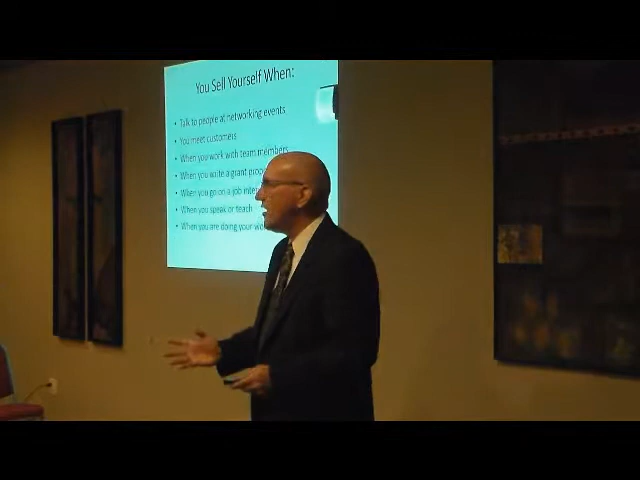 You Sell Yourself When:
• Talk to people at networking events
• You meet customers
• When you work with team members
• When you write a grant
• When you go on a job
• When you speak or teach
• When you are doing your